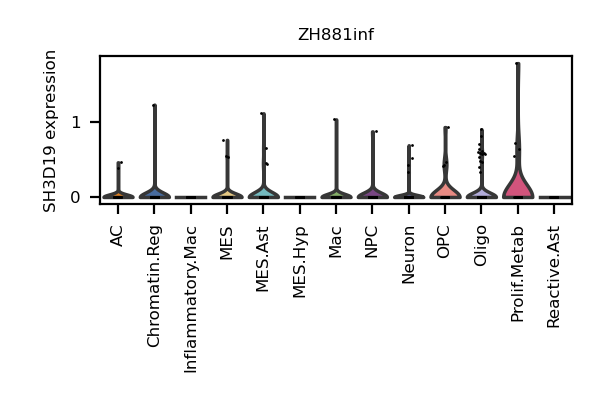 ZH881inf
SH3D19 expression
1
0
AC
Chromatin.Reg
Inflammatory.Mac
MES
MES.Ast
MES.Hyp
Mac
NPC
Neuron
OPC
Oligo
Prolif.Metab
Reactive.Ast